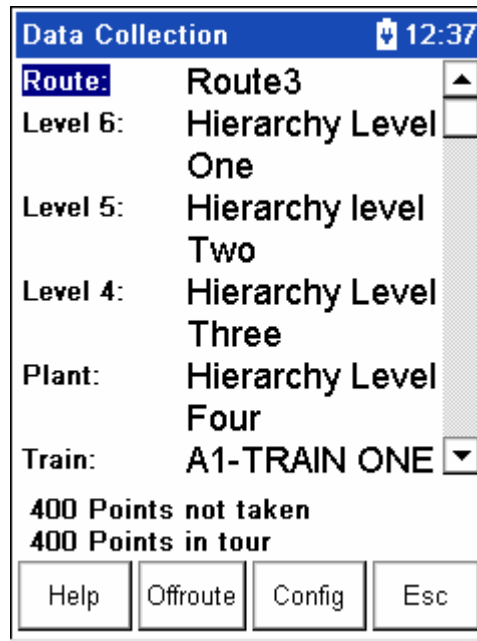 Data Collection 12:37
Route: Route3
Level 6: Hierarchy Level
One
Level 5: Hierarchy level
Two
Level 4: Hierarchy Level
Three
Plant: Hierarchy Level
Four
Train: A1-TRAIN ONE
400 Points not taken
400 Points in tour
Help Offroute Config Esc